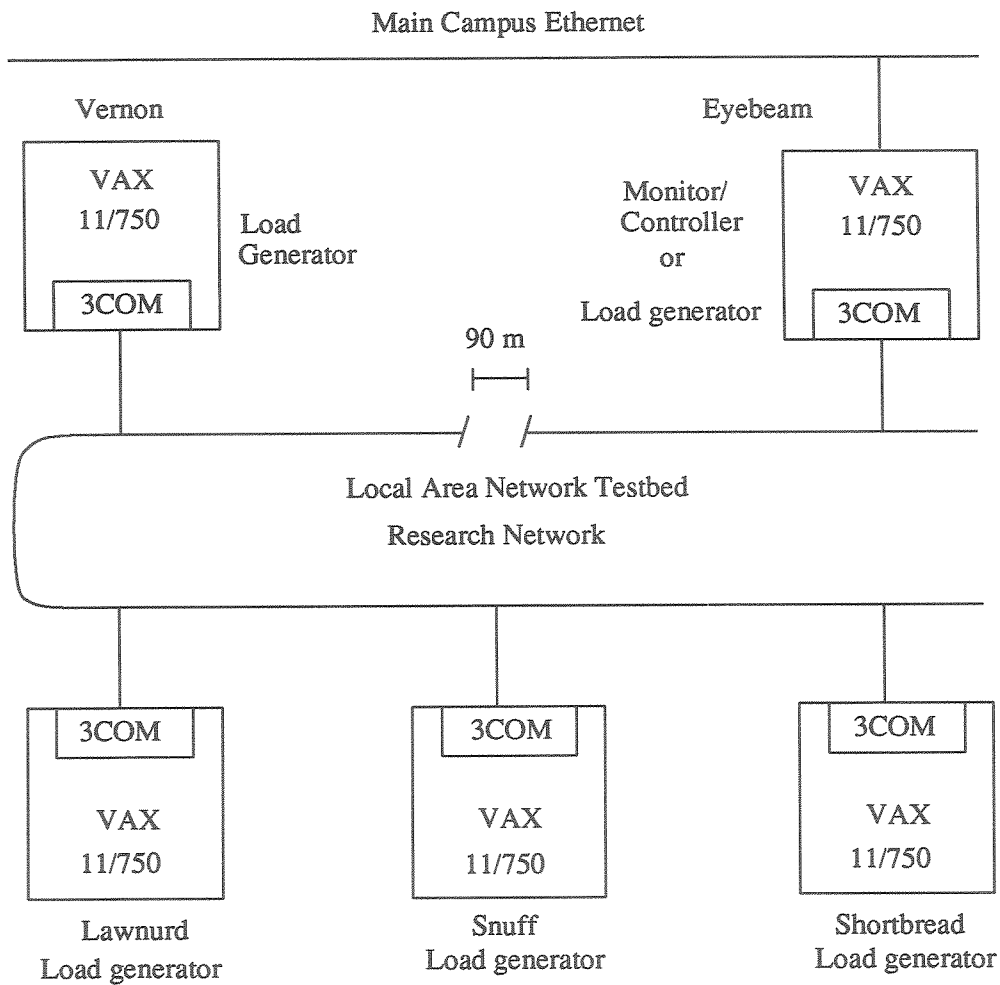 Main Campus Ethernet
Vernon
VAX
11/750
3COM
Load
Generator
Eyebeam
Monitor/
Controller
or
Load generator
VAX
11/750
3COM
90 m
Local Area Network Testbed
Research Network
3COM
VAX
11/750
Lawnurd
Load generator
3COM
VAX
11/750
Snuff
Load generator
3COM
VAX
11/750
Shortbread
Load generator